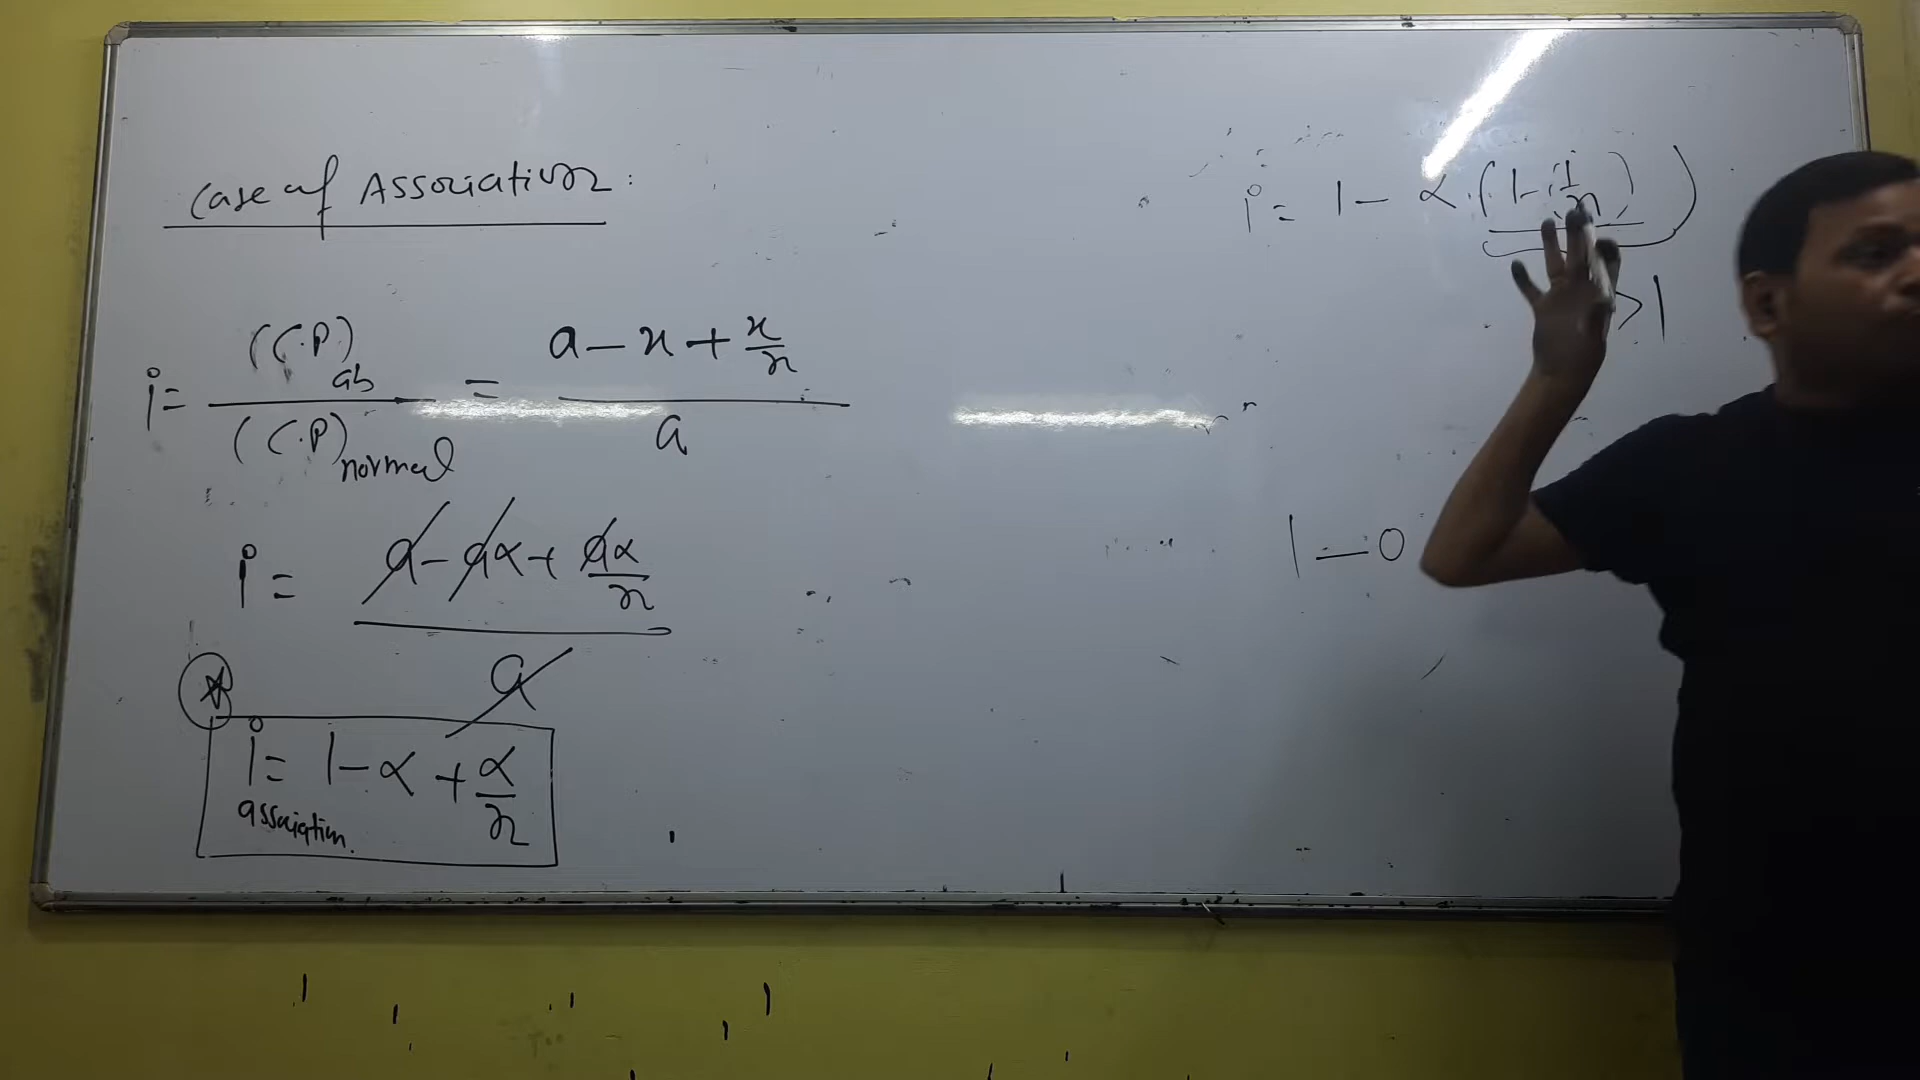 Case of Association :
i = (C.P)ab / (C.P)normal = a - x + x/n / a
i = a - aα + aα/n / a
i = 1 - α + α/n
association.
i = 1 - α . (1 - 1/n)
> 1
1 - 0